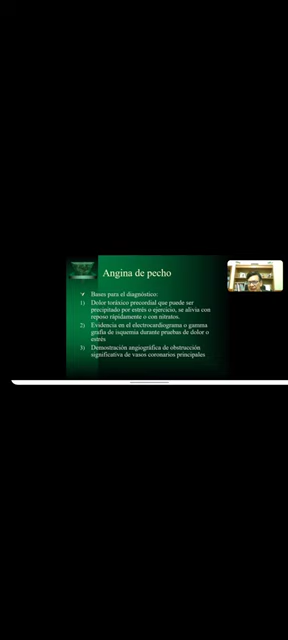 Angina de pecho
Bases para el diagnóstico:
1) Dolor toráxico precordial que puede ser
precipitado por estrés o ejercicio, se alivia con
reposo rápidamente o con nitratos.
2) Evidencia en el electrocardiograma o gamma
grafia de isquemia durante pruebas de dolor o
estrés
3) Demostración angiográfica de obstrucción
significativa de vasos coronarios principales